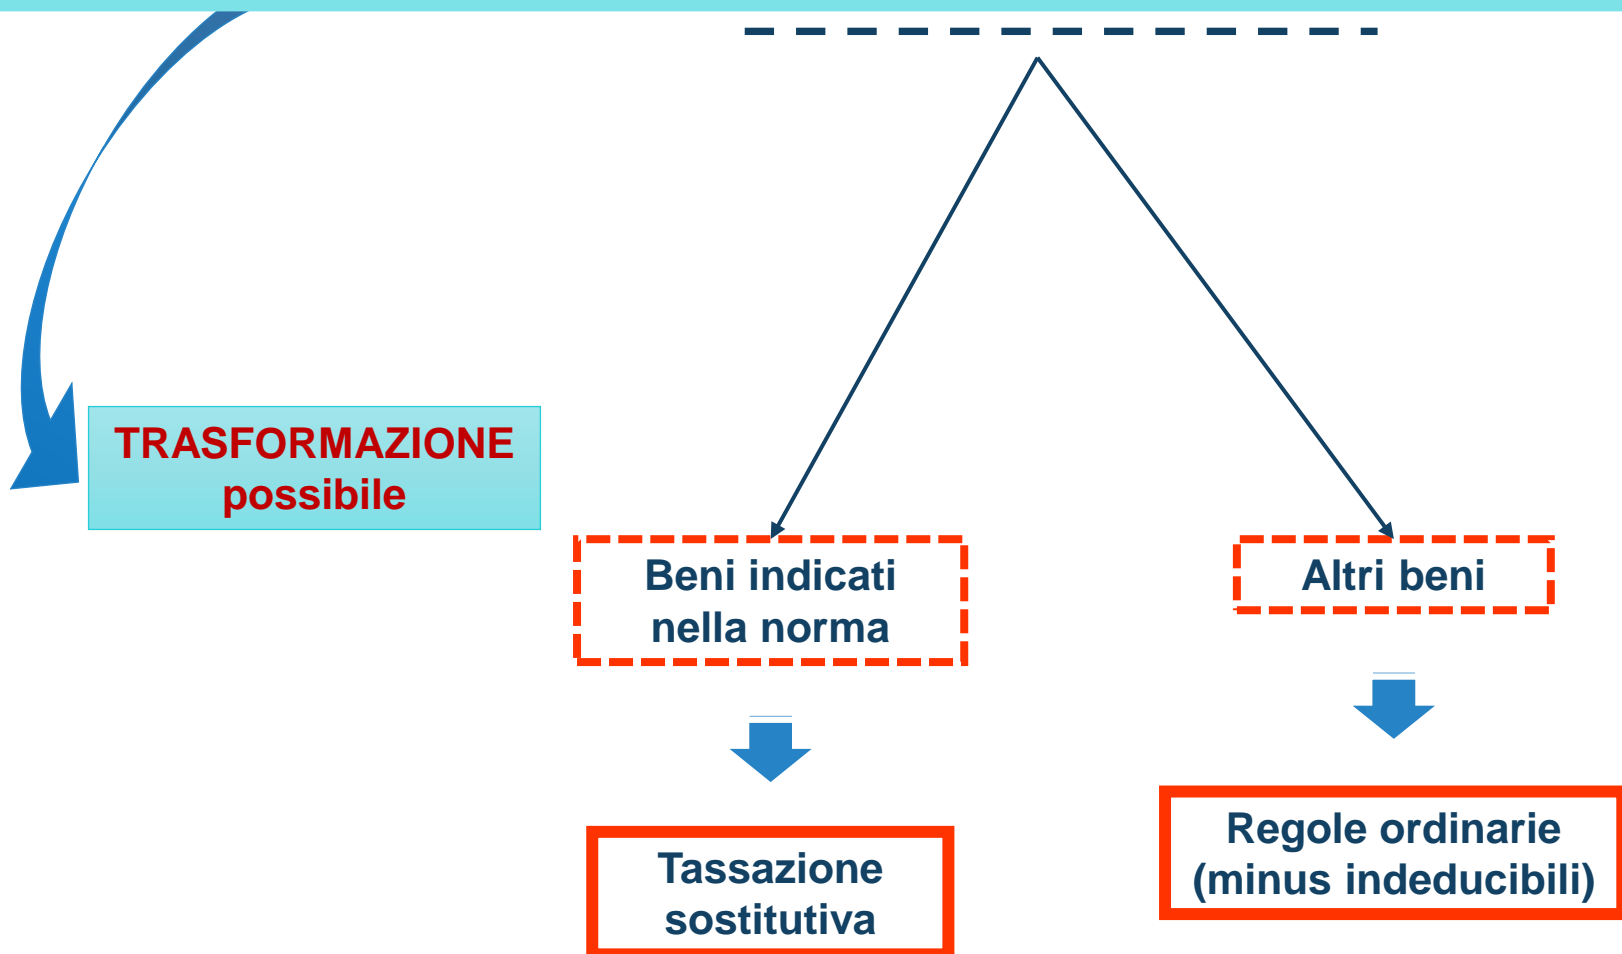 TRASFORMAZIONE
possibile
Beni indicati
nella norma
Altri beni
Tassazione
sostitutiva
Regole ordinarie
(minus indeducibili)